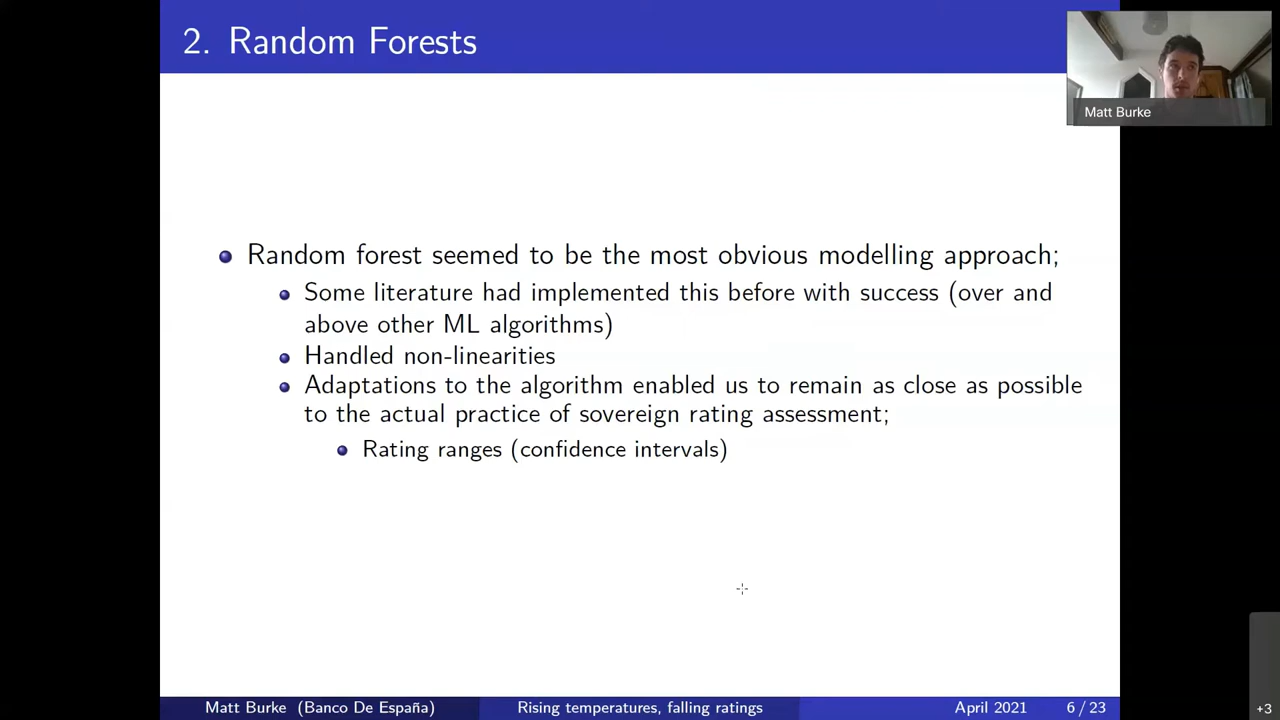 2. Random Forests
Matt Burke
Random forest seemed to be the most obvious modelling approach;
Some literature had implemented this before with success (over and
above other ML algorithms)
Handled non-linearities
Adaptations to the algorithm enabled us to remain as close as possible
to the actual practice of sovereign rating assessment;
Rating ranges (confidence intervals)
Matt Burke (Banco De España) Rising temperatures, falling ratings April 2021 6 / 23
+3